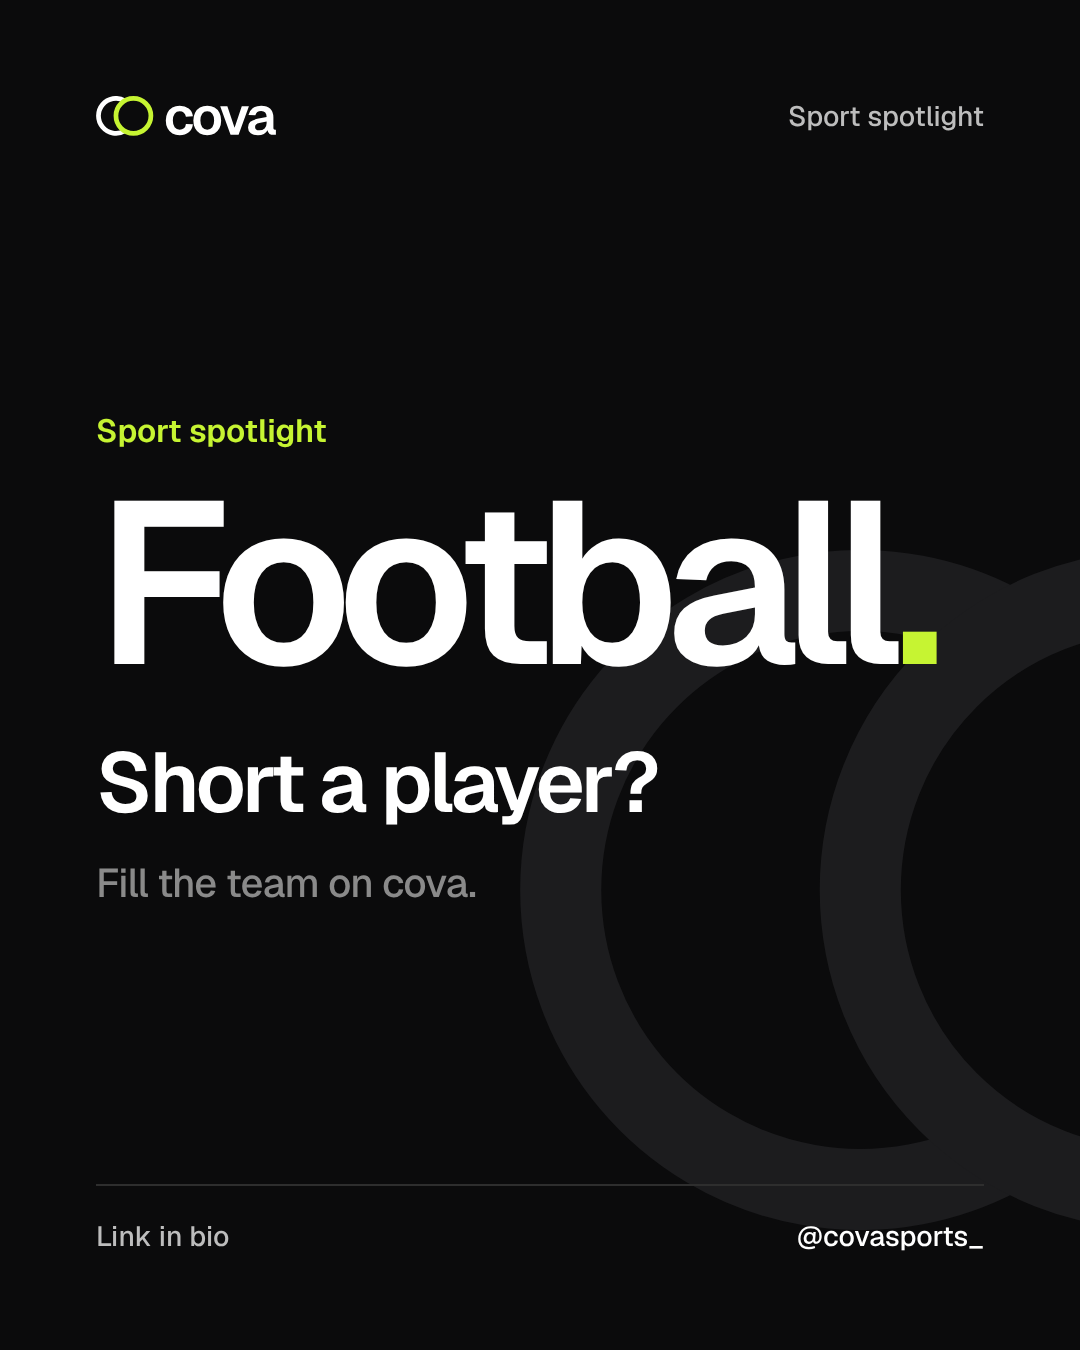 cova
Sport spotlight
Sport spotlight
Football.
Short a player?
Fill the team on cova.
Link in bio
@covasports_